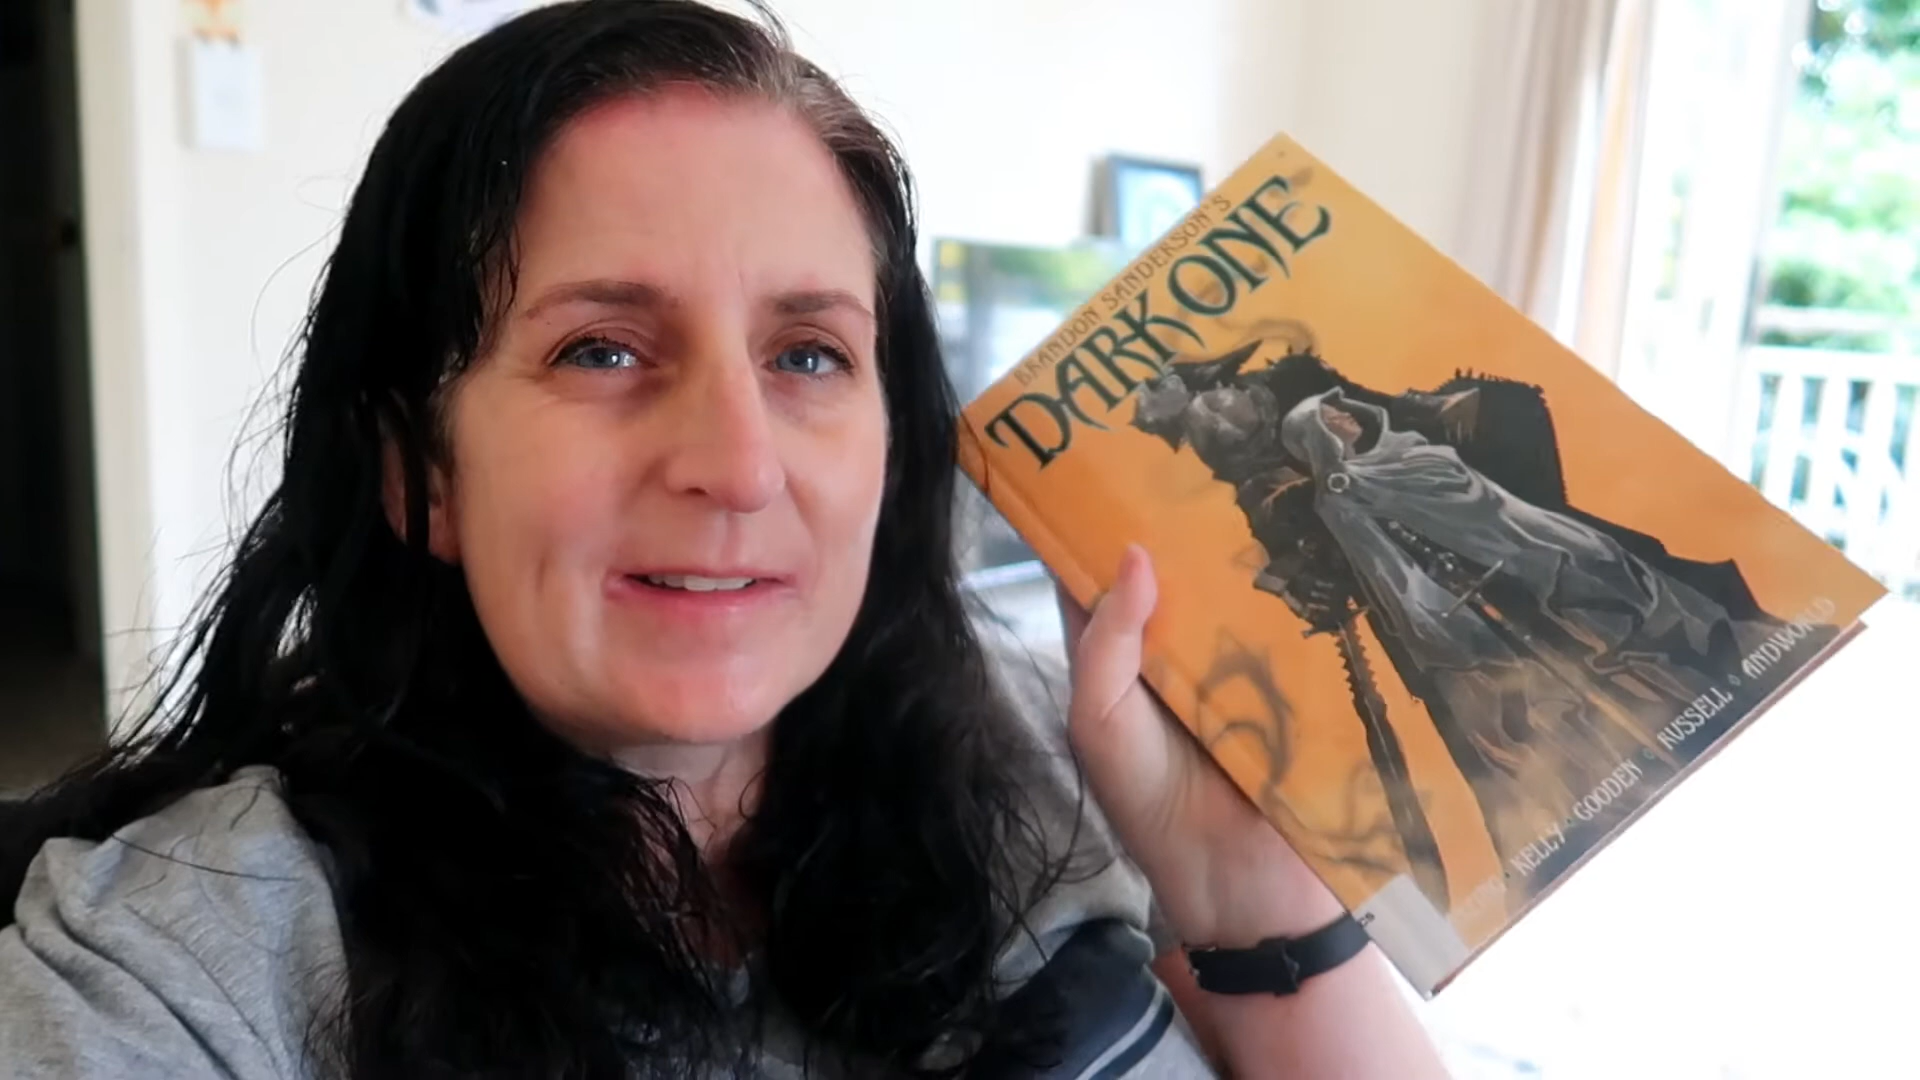 BRANDON SANDERSON'S
DARK ONE
KELLY ◦ GOODEN ◦ RUSSELL ◦ ANDWORLD